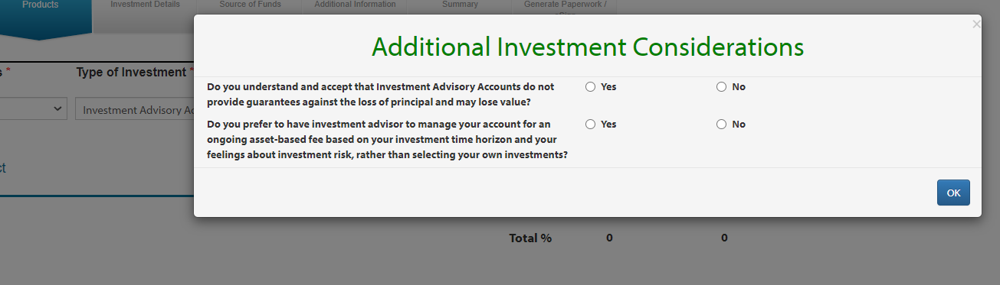 Products
Investment Details
Source of Funds
Additional Information
Summary
Generate Paperwork /
×
Additional Investment Considerations
s *
Type of Investment *
Do you understand and accept that Investment Advisory Accounts do not
provide guarantees against the loss of principal and may lose value?
Yes
No
Investment Advisory Ac
Do you prefer to have investment advisor to manage your account for an
ongoing asset-based fee based on your investment time horizon and your
feelings about investment risk, rather than selecting your own investments?
Yes
No
ct
OK
Total %
0
0